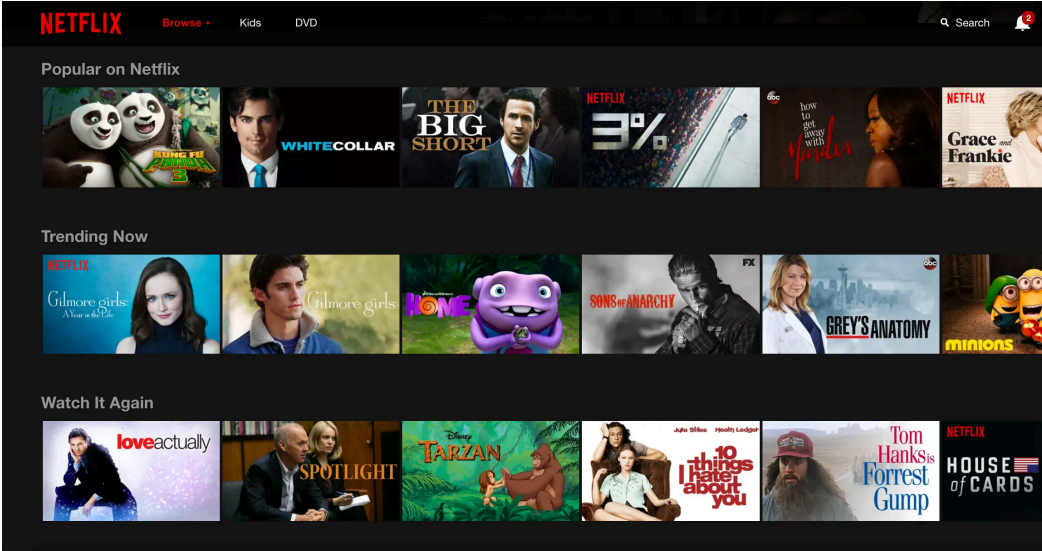 NETFLIX
Browse
Kids
DVD
Search
2
Popular on Netflix
KUNG FU
PANDA
3
WHITECOLLAR
THE
BIG
SHORT
NETFLIX
3%
abc
how
to
get
away
with
Murder
NETFLIX
Grace and
Frankie
Trending Now
NETFLIX
Gilmore girls:
A Year in the Life
Gilmore girls
DREAMWORKS
HOME
FX
SONS OF ANARCHY
abc
GREY'S ANATOMY
minions
Watch It Again
loveactually
SPOTLIGHT
Disney
TARZAN
Julia Stiles Heath Ledger
10
things
I hate
about
you
Tom
Hanks is
Forrest
Gump
NETFLIX
HOUSE
of CARDS